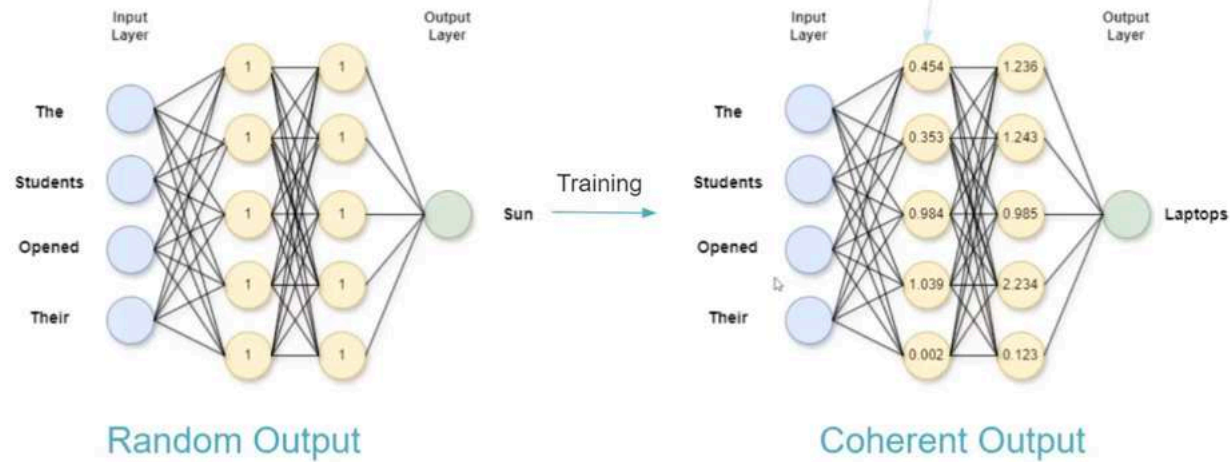 Input
Layer
Output
Layer
The
Students
Opened
Their
1
1
1
1
1
1
1
1
1
1
Sun
Training
Input
Layer
Output
Layer
The
Students
Opened
Their
0.454
0.353
0.984
1.039
0.002
1.236
1.243
0.985
2.234
0.123
Laptops
Random Output
Coherent Output